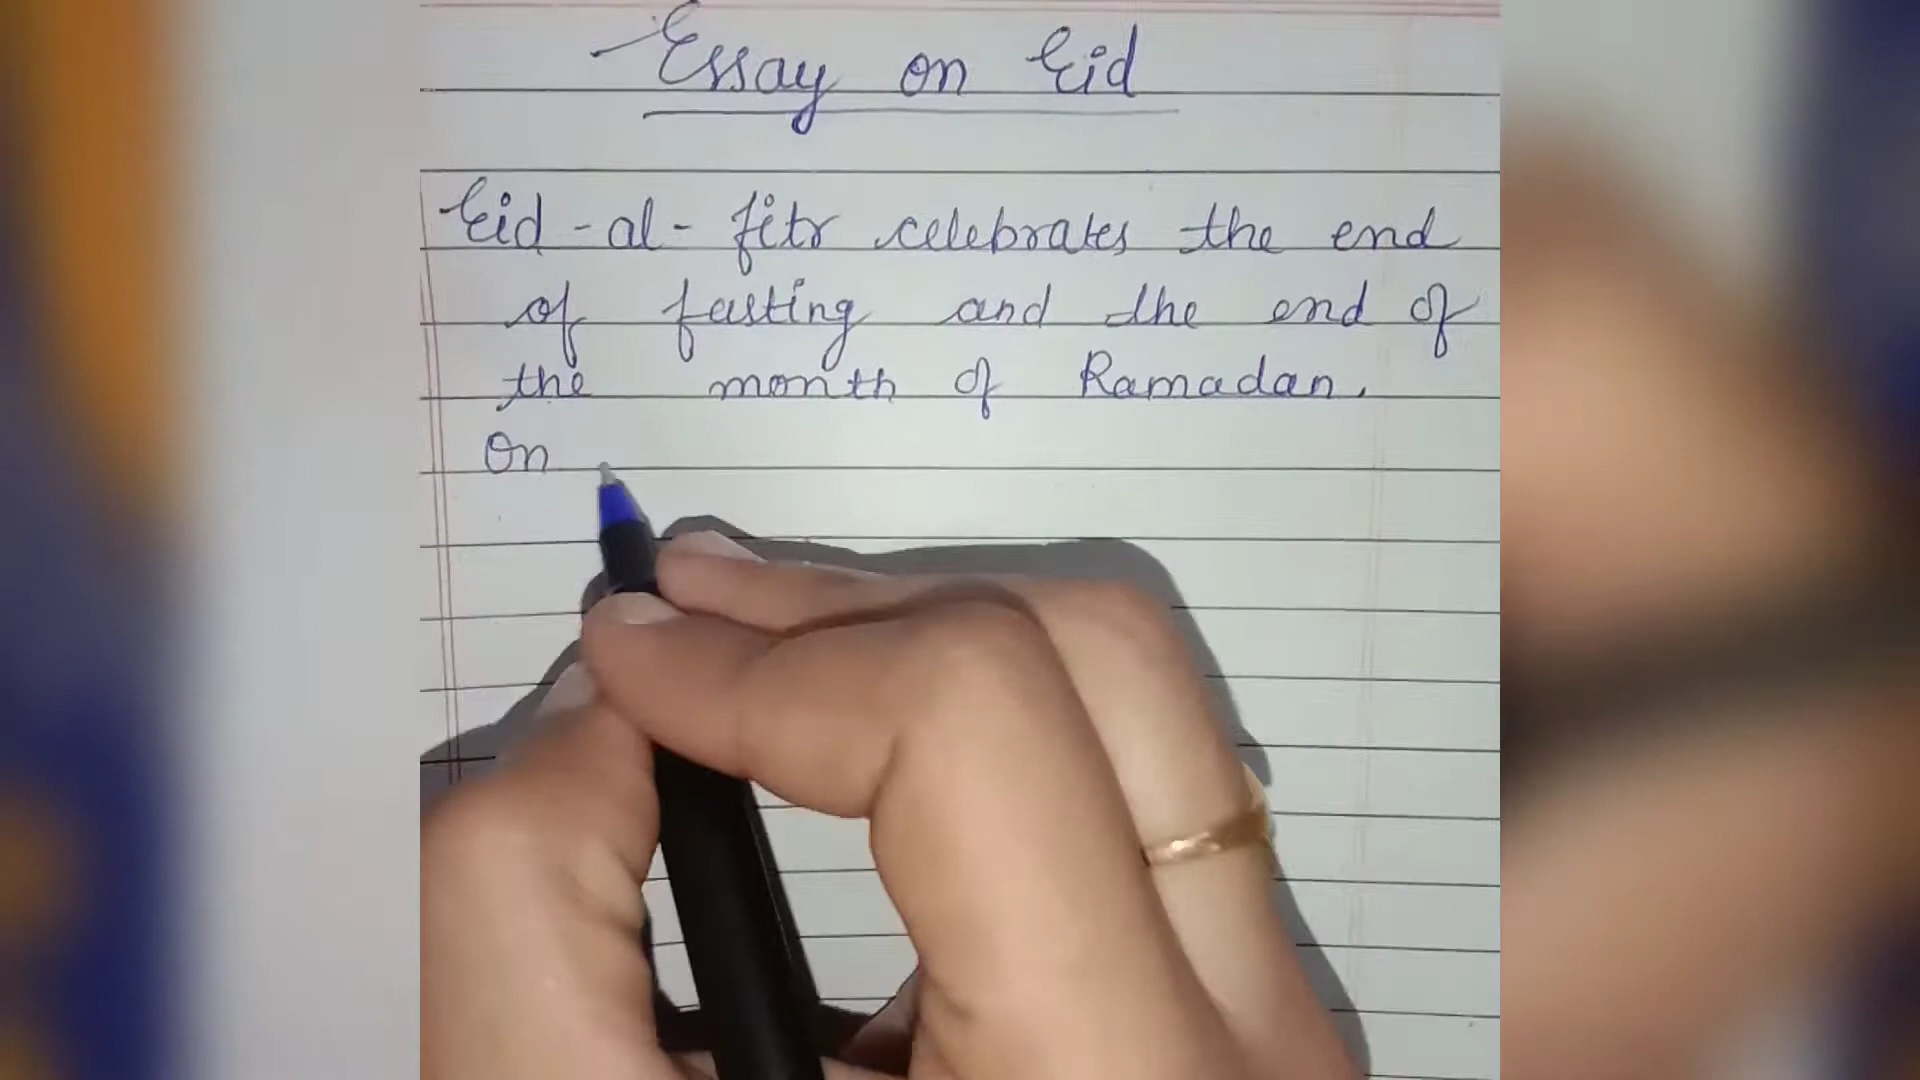 Essay on Eid
Eid-al-fitr celebrates the end
of fasting and the end of
the month of Ramadan.
On